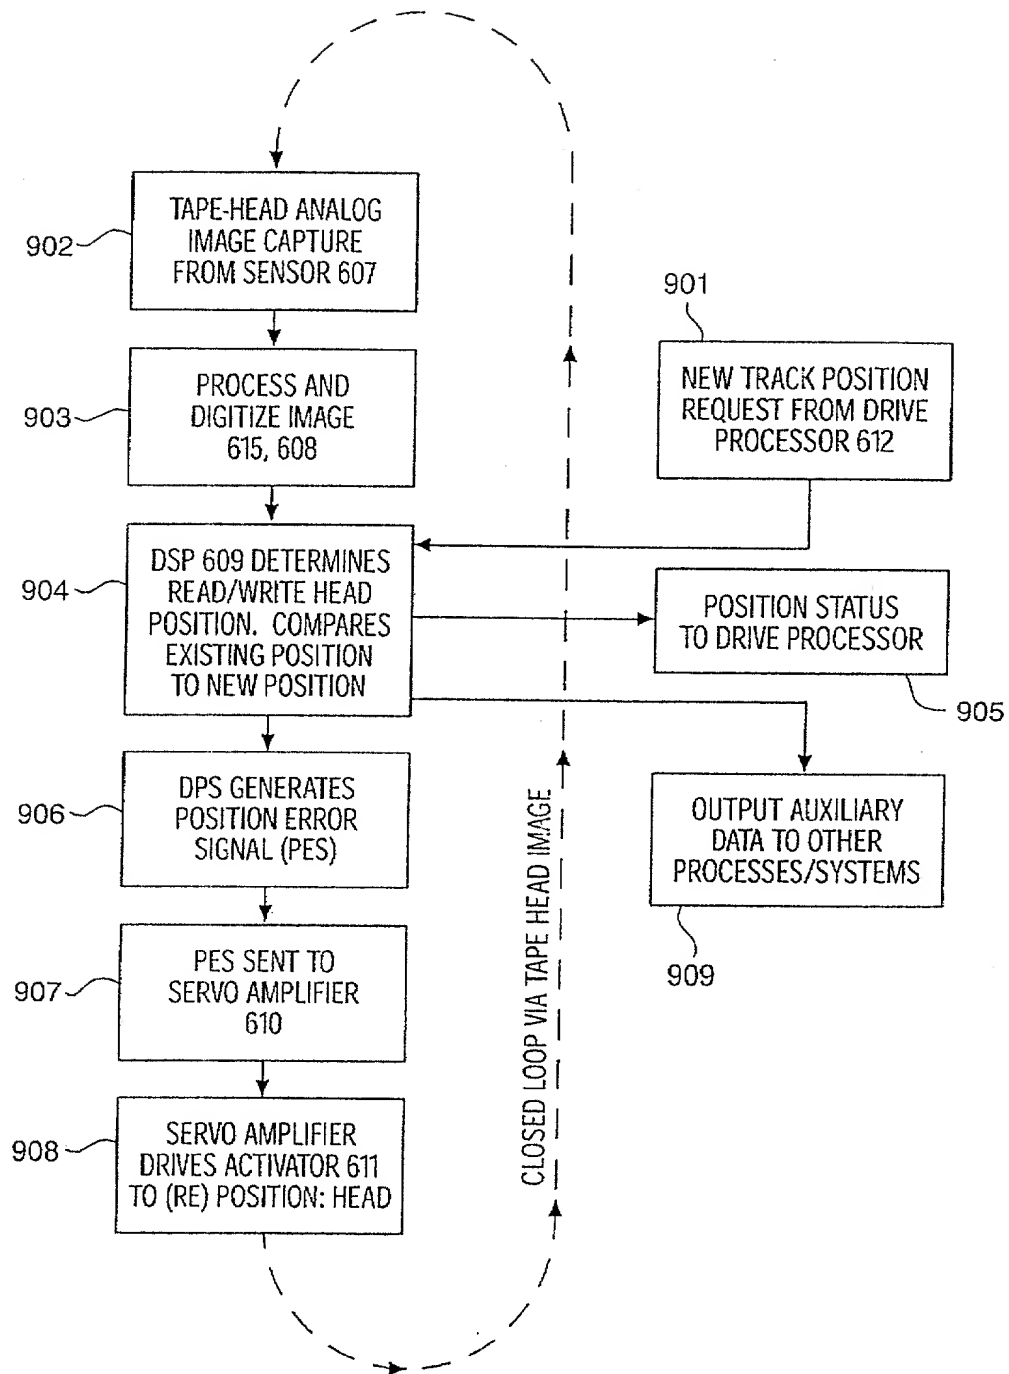 902
TAPE-HEAD ANALOG
IMAGE CAPTURE
FROM SENSOR 607
903
PROCESS AND
DIGITIZE IMAGE
615, 608
901
NEW TRACK POSITION
REQUEST FROM DRIVE
PROCESSOR 612
904
DSP 609 DETERMINES
READ/WRITE HEAD
POSITION. COMPARES
EXISTING POSITION
TO NEW POSITION
POSITION STATUS
TO DRIVE PROCESSOR
905
906
DPS GENERATES
POSITION ERROR
SIGNAL (PES)
OUTPUT AUXILIARY
DATA TO OTHER
PROCESSES/SYSTEMS
909
907
PES SENT TO
SERVO AMPLIFIER
610
908
SERVO AMPLIFIER
DRIVES ACTIVATOR 611
TO (RE) POSITION: HEAD
CLOSED LOOP VIA TAPE HEAD IMAGE